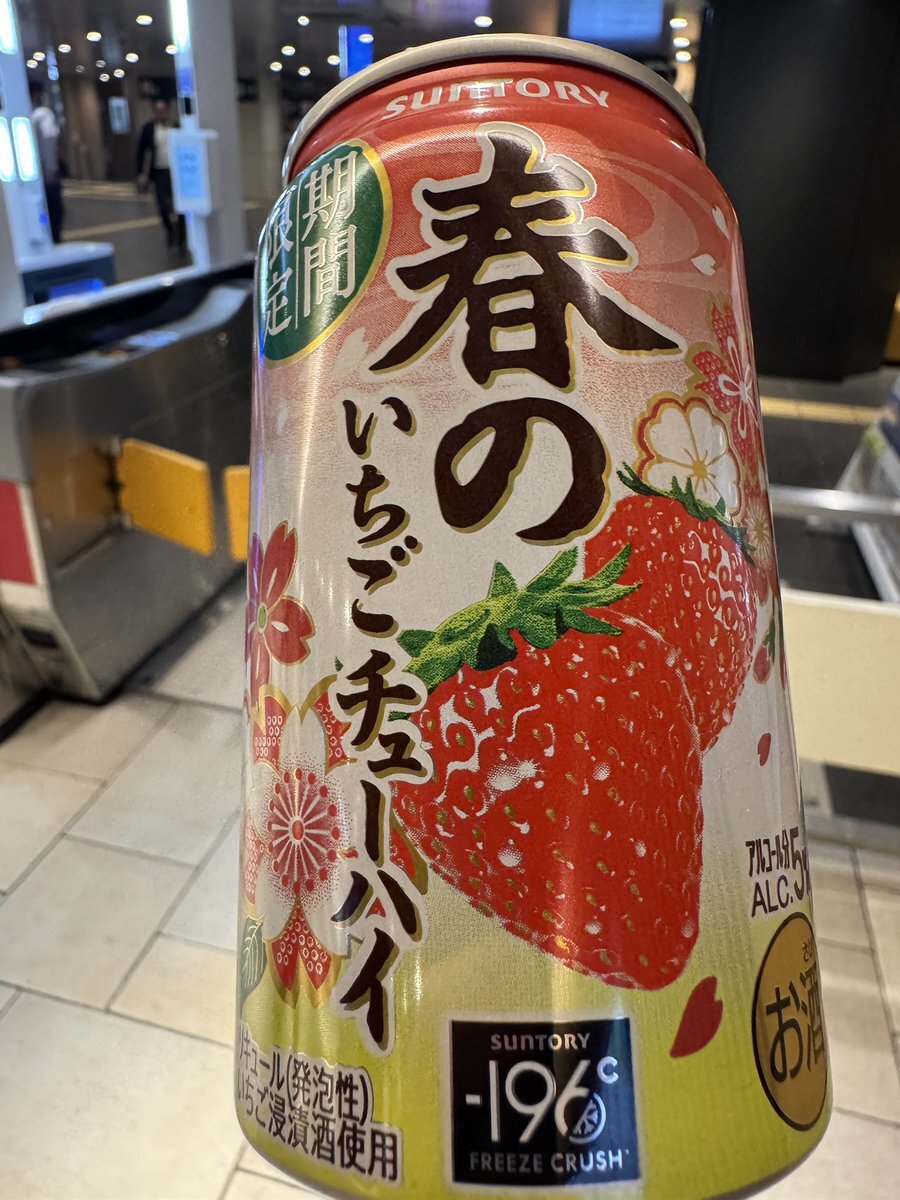 SUNTORY
期間
限定
春の
いちごチューハイ
アルコール分5%
ALC.5%
お酒
SUNTORY
-196℃
FREEZE CRUSH
リキュール(発泡性)
いちご浸漬酒使用